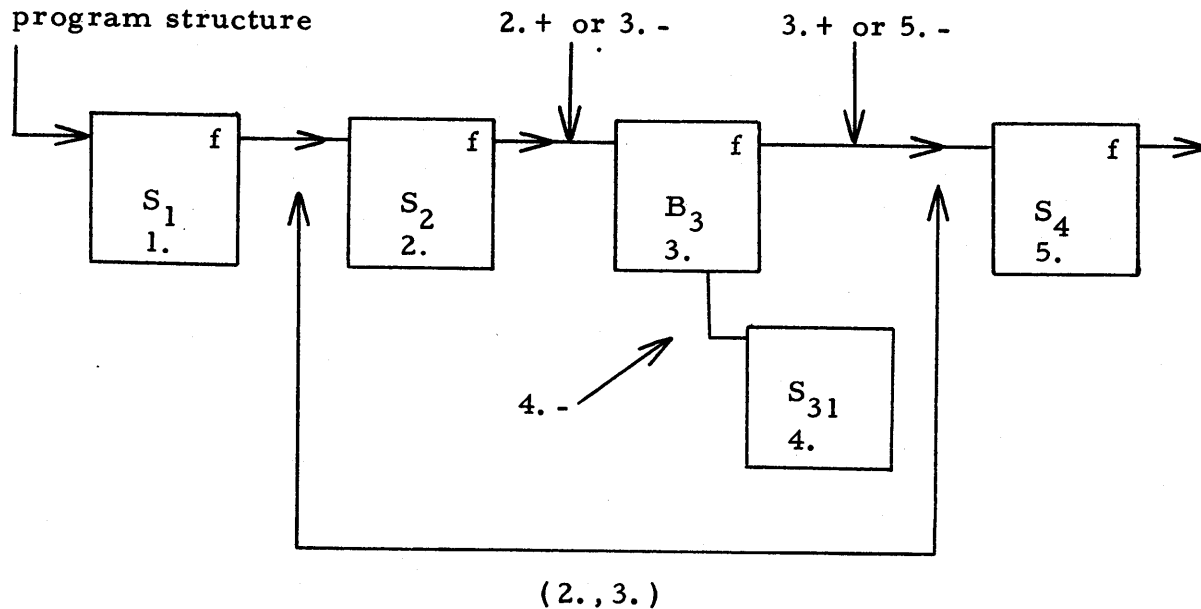 program structure
2. + or 3. -
3. + or 5. -
f
S1
1.
S2
2.
f
f
B3
3.
f
S4
5.
4. -
S31
4.
(2., 3.)